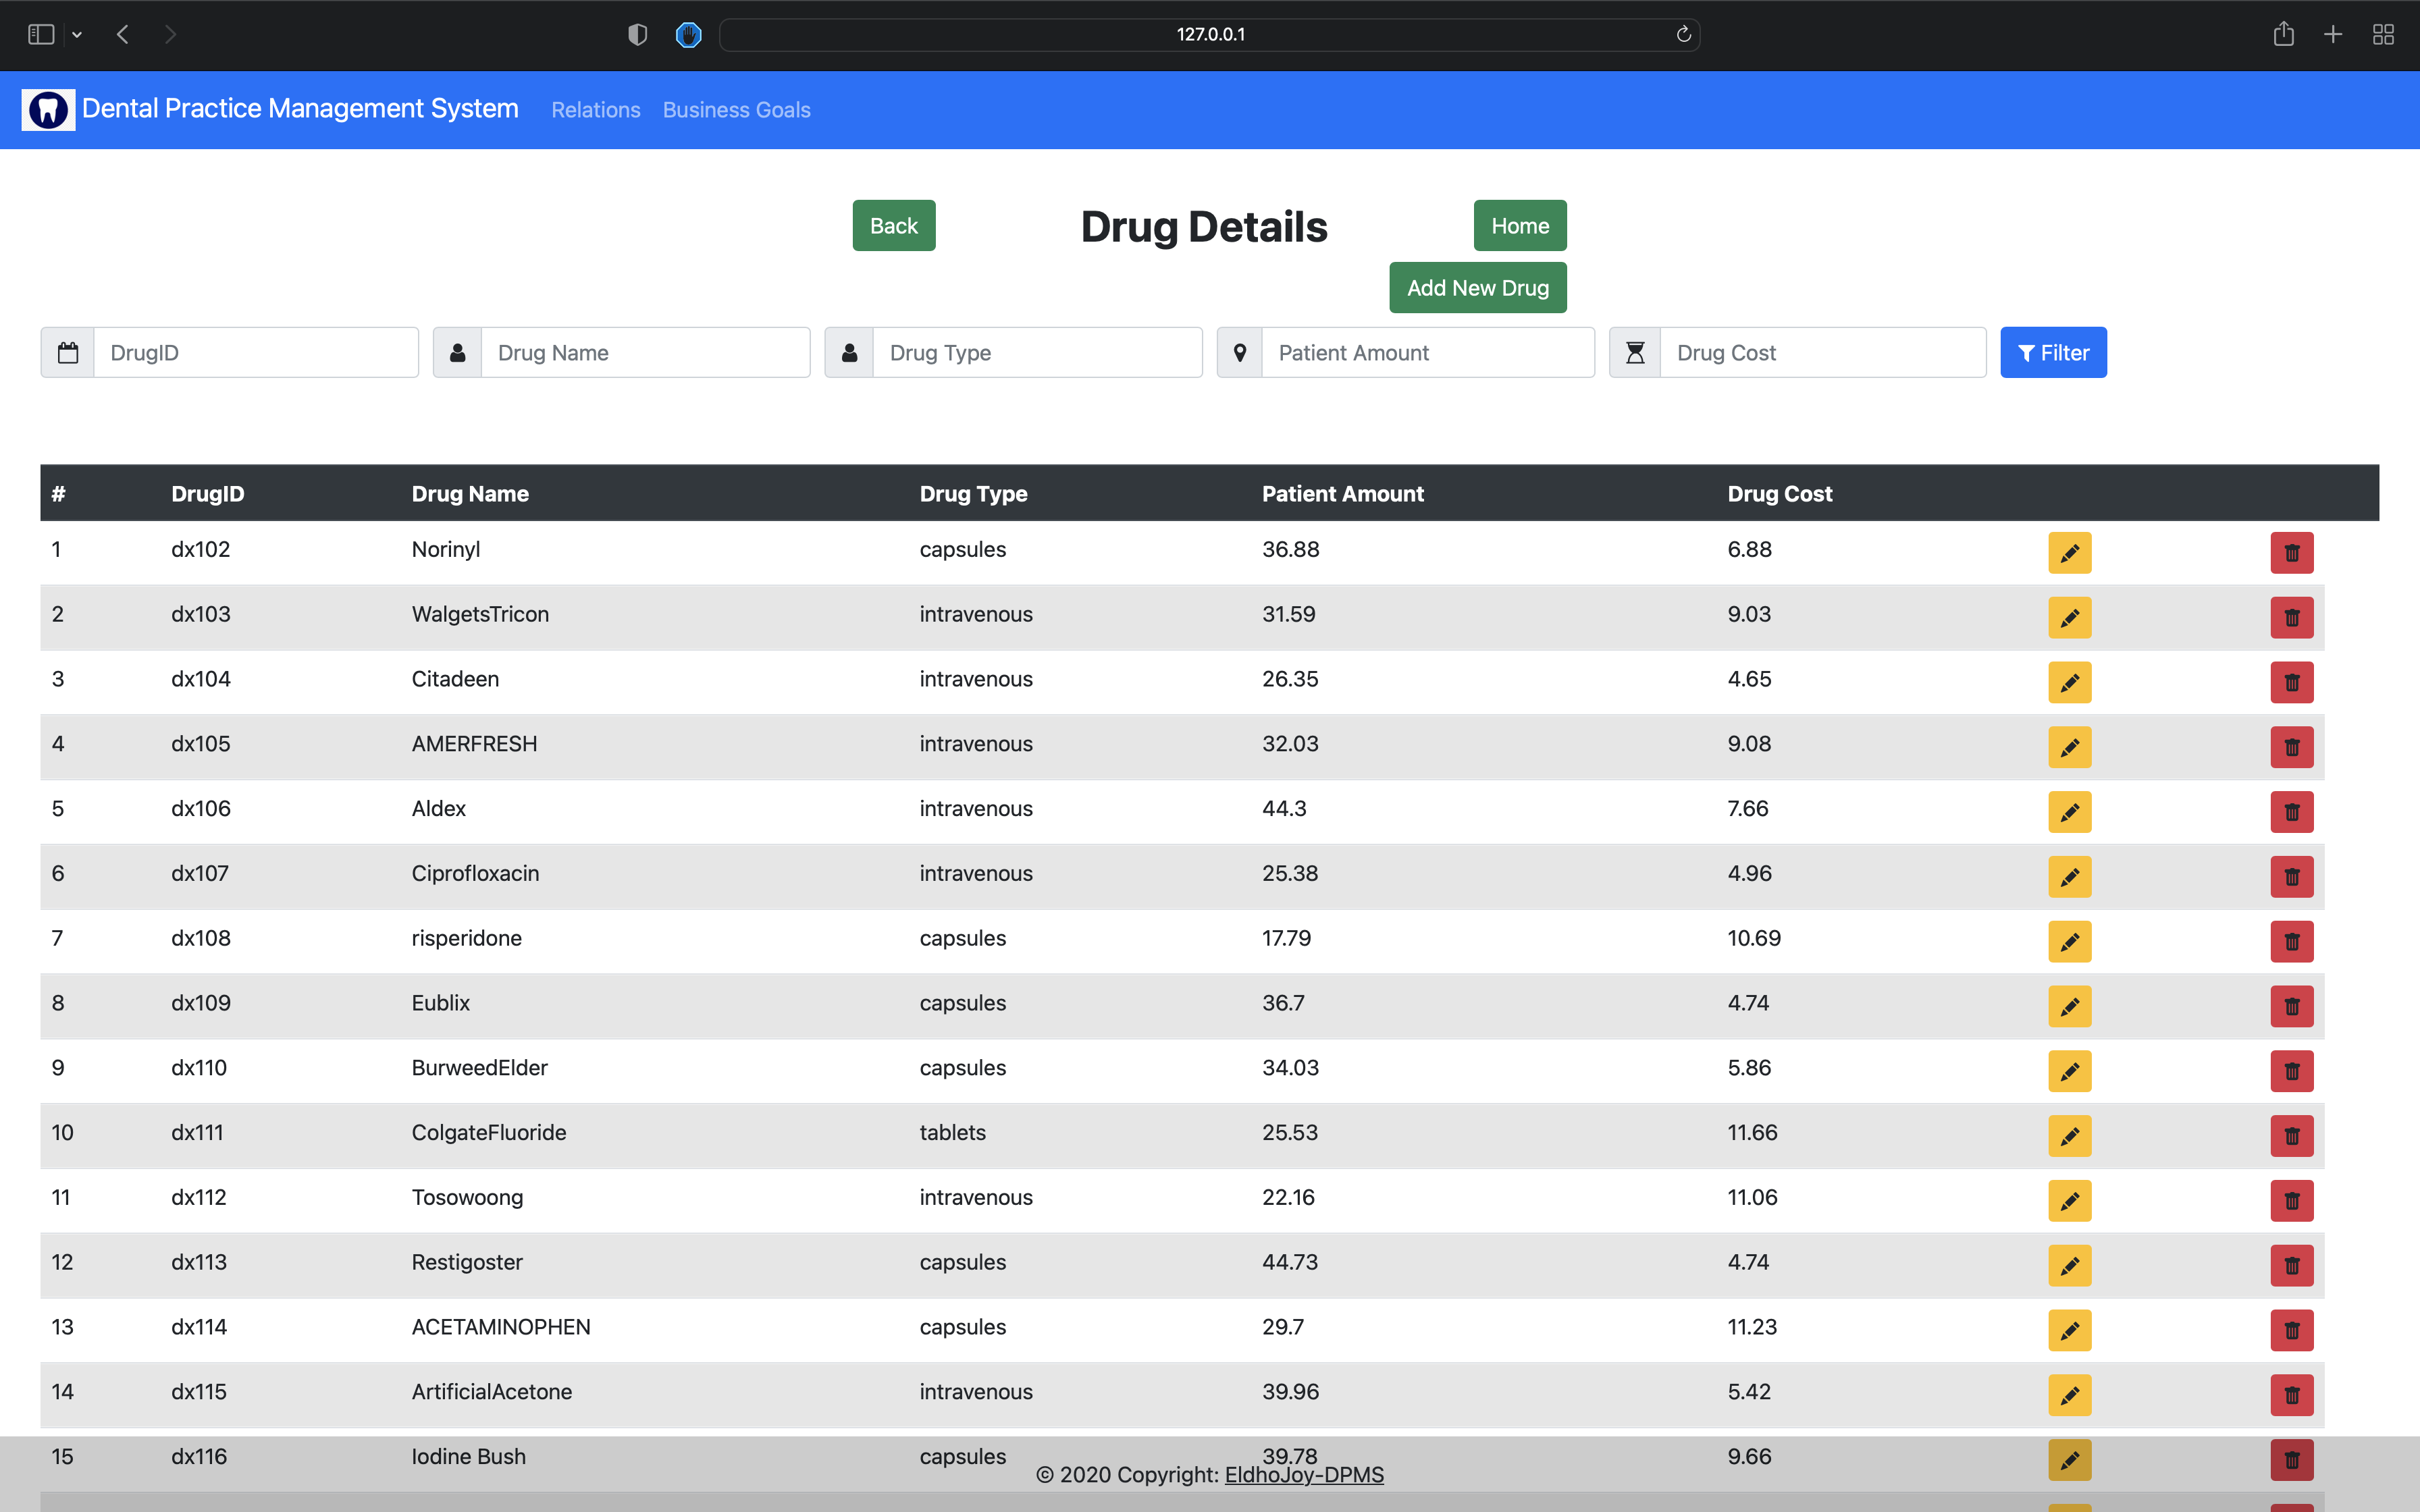 127.0.0.1
Dental Practice Management System Relations Business Goals
Back Drug Details Home
Add New Drug
DrugID Drug Name Drug Type Patient Amount Drug Cost Filter
# DrugID Drug Name Drug Type Patient Amount Drug Cost
1 dx102 Norinyl capsules 36.88 6.88
2 dx103 WalgetsTricon intravenous 31.59 9.03
3 dx104 Citadeen intravenous 26.35 4.65
4 dx105 AMERFRESH intravenous 32.03 9.08
5 dx106 Aldex intravenous 44.3 7.66
6 dx107 Ciprofloxacin intravenous 25.38 4.96
7 dx108 risperidone capsules 17.79 10.69
8 dx109 Eublix capsules 36.7 4.74
9 dx110 BurweedElder capsules 34.03 5.86
10 dx111 ColgateFluoride tablets 25.53 11.66
11 dx112 Tosowoong intravenous 22.16 11.06
12 dx113 Restigoster capsules 44.73 4.74
13 dx114 ACETAMINOPHEN capsules 29.7 11.23
14 dx115 ArtificialAcetone intravenous 39.96 5.42
15 dx116 Iodine Bush capsules 39.78 9.66
© 2020 Copyright: EldhoJoy-DPMS